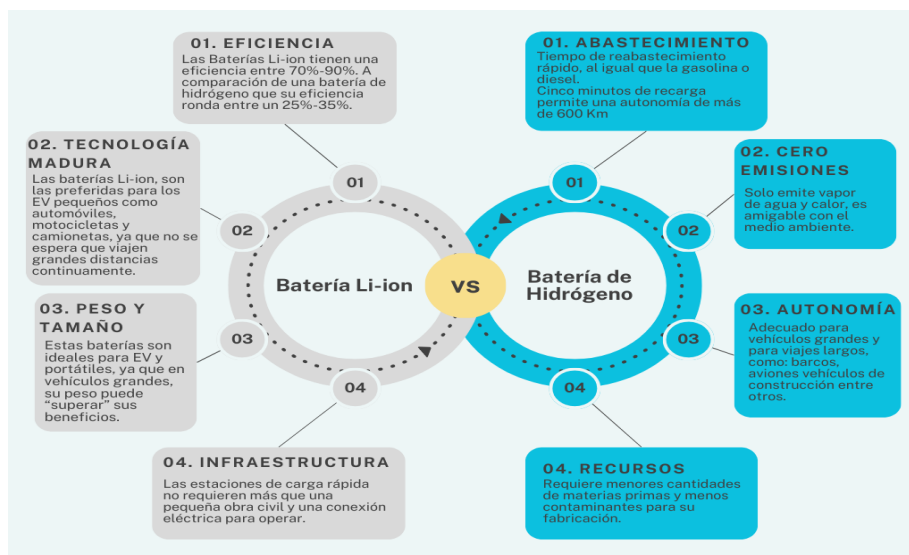 01. EFICIENCIA
Las Baterías Li-ion tienen una
eficiencia entre 70%-90%. A
comparación de una batería de
hidrógeno que su eficiencia
ronda entre un 25%-35%.
02. TECNOLOGÍA
MADURA
Las baterías Li-ion, son
las preferidas para los
EV pequeños como
automóviles,
motocicletas y
camionetas, ya que no se
espera que viajen
grandes distancias
continuamente.
03. PESO Y
TAMAÑO
Estas baterías son
ideales para EV y
portátiles, ya que en
vehículos grandes,
su peso puede
“superar” sus
beneficios.
04. INFRAESTRUCTURA
Las estaciones de carga rápida
no requieren más que una
pequeña obra civil y una conexión
eléctrica para operar.
01
02
03
04
Batería Li-ion
VS
Batería de
Hidrógeno
01
02
03
04
01. ABASTECIMIENTO
Tiempo de reabastecimiento
rápido, al igual que la gasolina o
diesel.
Cinco minutos de recarga
permite una autonomía de más
de 600 Km
02. CERO
EMISIONES
Solo emite vapor
de agua y calor, es
amigable con el
medio ambiente.
03. AUTONOMÍA
Adecuado para
vehículos grandes y
para viajes largos,
como: barcos,
aviones vehículos de
construcción entre
otros.
04. RECURSOS
Requiere menores cantidades
de materias primas y menos
contaminantes para su
fabricación.